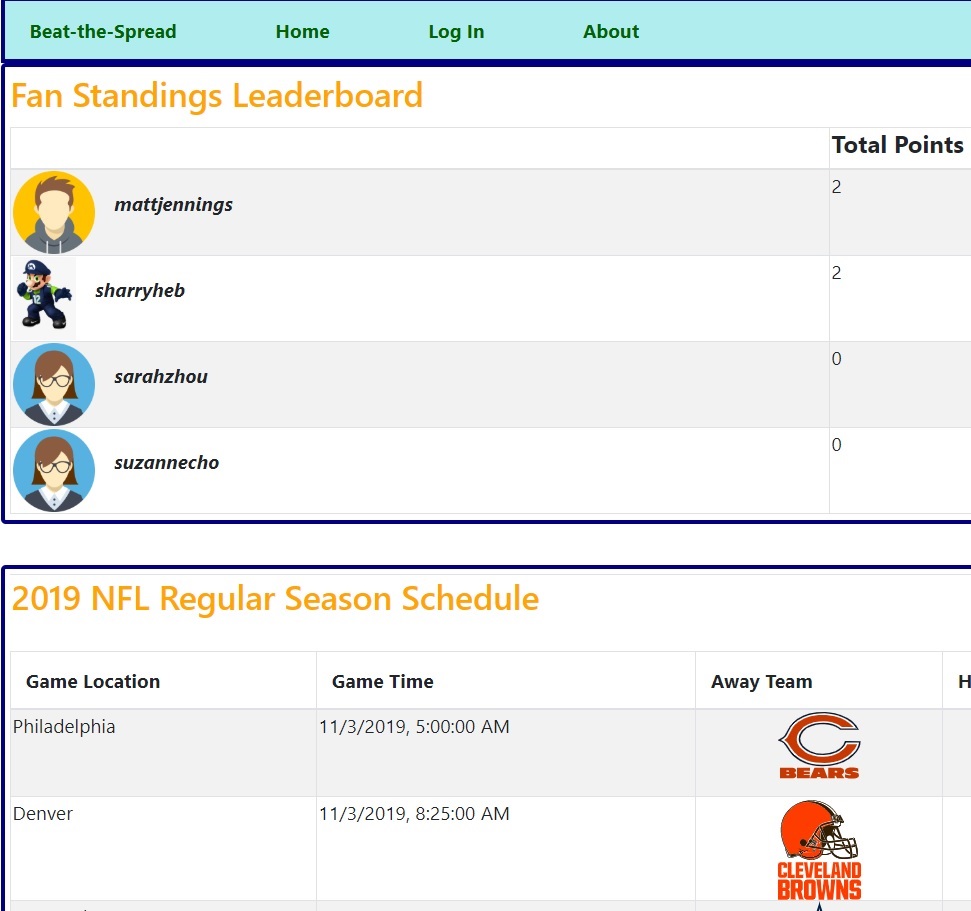 Beat-the-Spread Home Log In About
Fan Standings Leaderboard
Total Points
mattjennings 2
12
sharryheb 2
sarahzhou 0
suzannecho 0
2019 NFL Regular Season Schedule
Game Location Game Time Away Team H
Philadelphia 11/3/2019, 5:00:00 AM
BEARS
Denver 11/3/2019, 8:25:00 AM
CLEVELAND
BROWNS